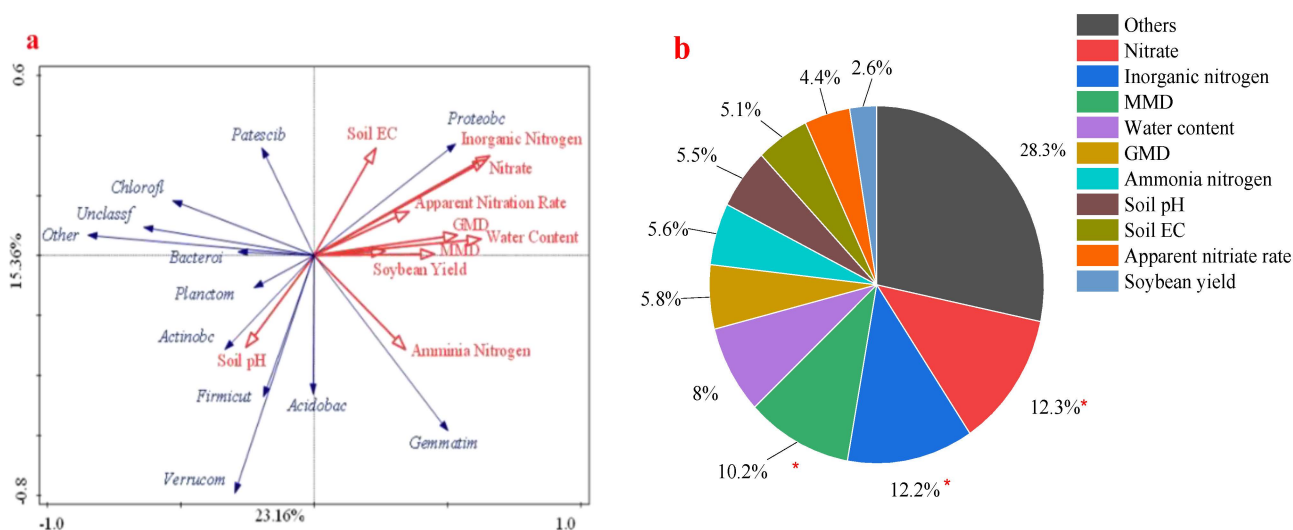 a
0.6
15.36%
-0.8
-1.0
23.16%
1.0
Patescib
Soil EC
Proteobc
Inorganic Nitrogen
Nitrate
Chlorofl
Apparent Nitration Rate
Unclassf
GMD
Other
Water Content
Bacteroi
MMD
Soybean Yield
Planctom
Actinobc
Soil pH
Amminia Nitrogen
Firmicut
Acidobac
Gemmatim
Verrucom
b
2.6%
4.4%
5.1%
5.5%
5.6%
5.8%
8%
10.2%
*
12.2%*
12.3%*
28.3%
Others
Nitrate
Inorganic nitrogen
MMD
Water content
GMD
Ammonia nitrogen
Soil pH
Soil EC
Apparent nitriate rate
Soybean yield